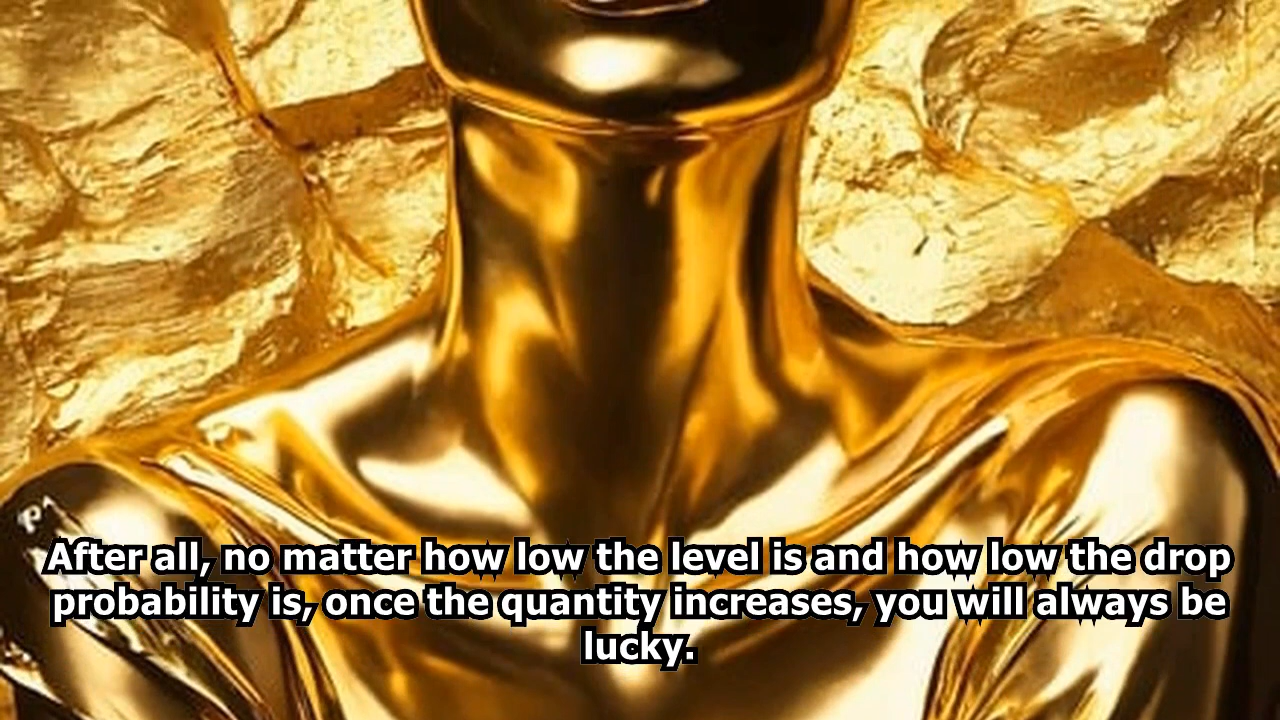 After all, no matter how low the level is and how low the drop
probability is, once the quantity increases, you will always be
lucky.